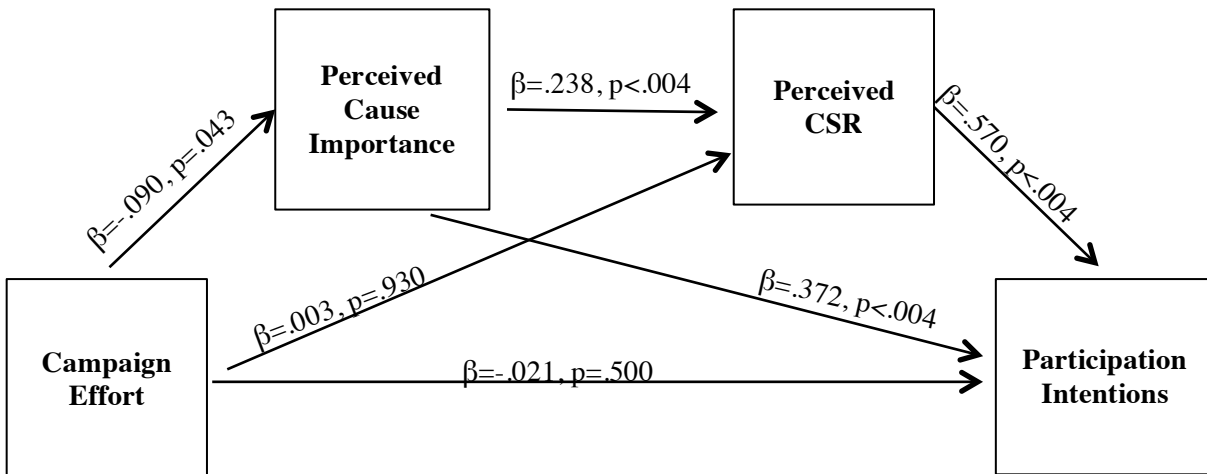 Perceived
Cause
Importance
β=.238, p<.004
Perceived
CSR
β=.570, p<.004
β=-.090, p=.043
β=.003, p=.930
β=.372, p<.004
Campaign
Effort
β=-.021, p=.500
Participation
Intentions